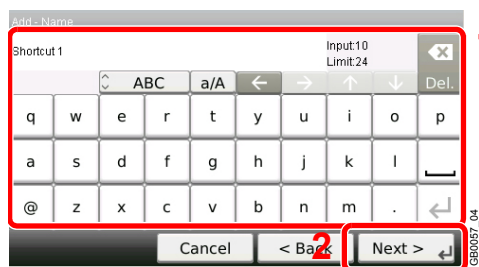 Add - Name
Shortcut 1
Input:10
Limit:24
ABC a/A ← → ↑ ↓ Del.
q w e r t y u i o p
a s d f g h j k l
@ z x c v b n m .
Cancel < Back 2 Next >
GB0057_04